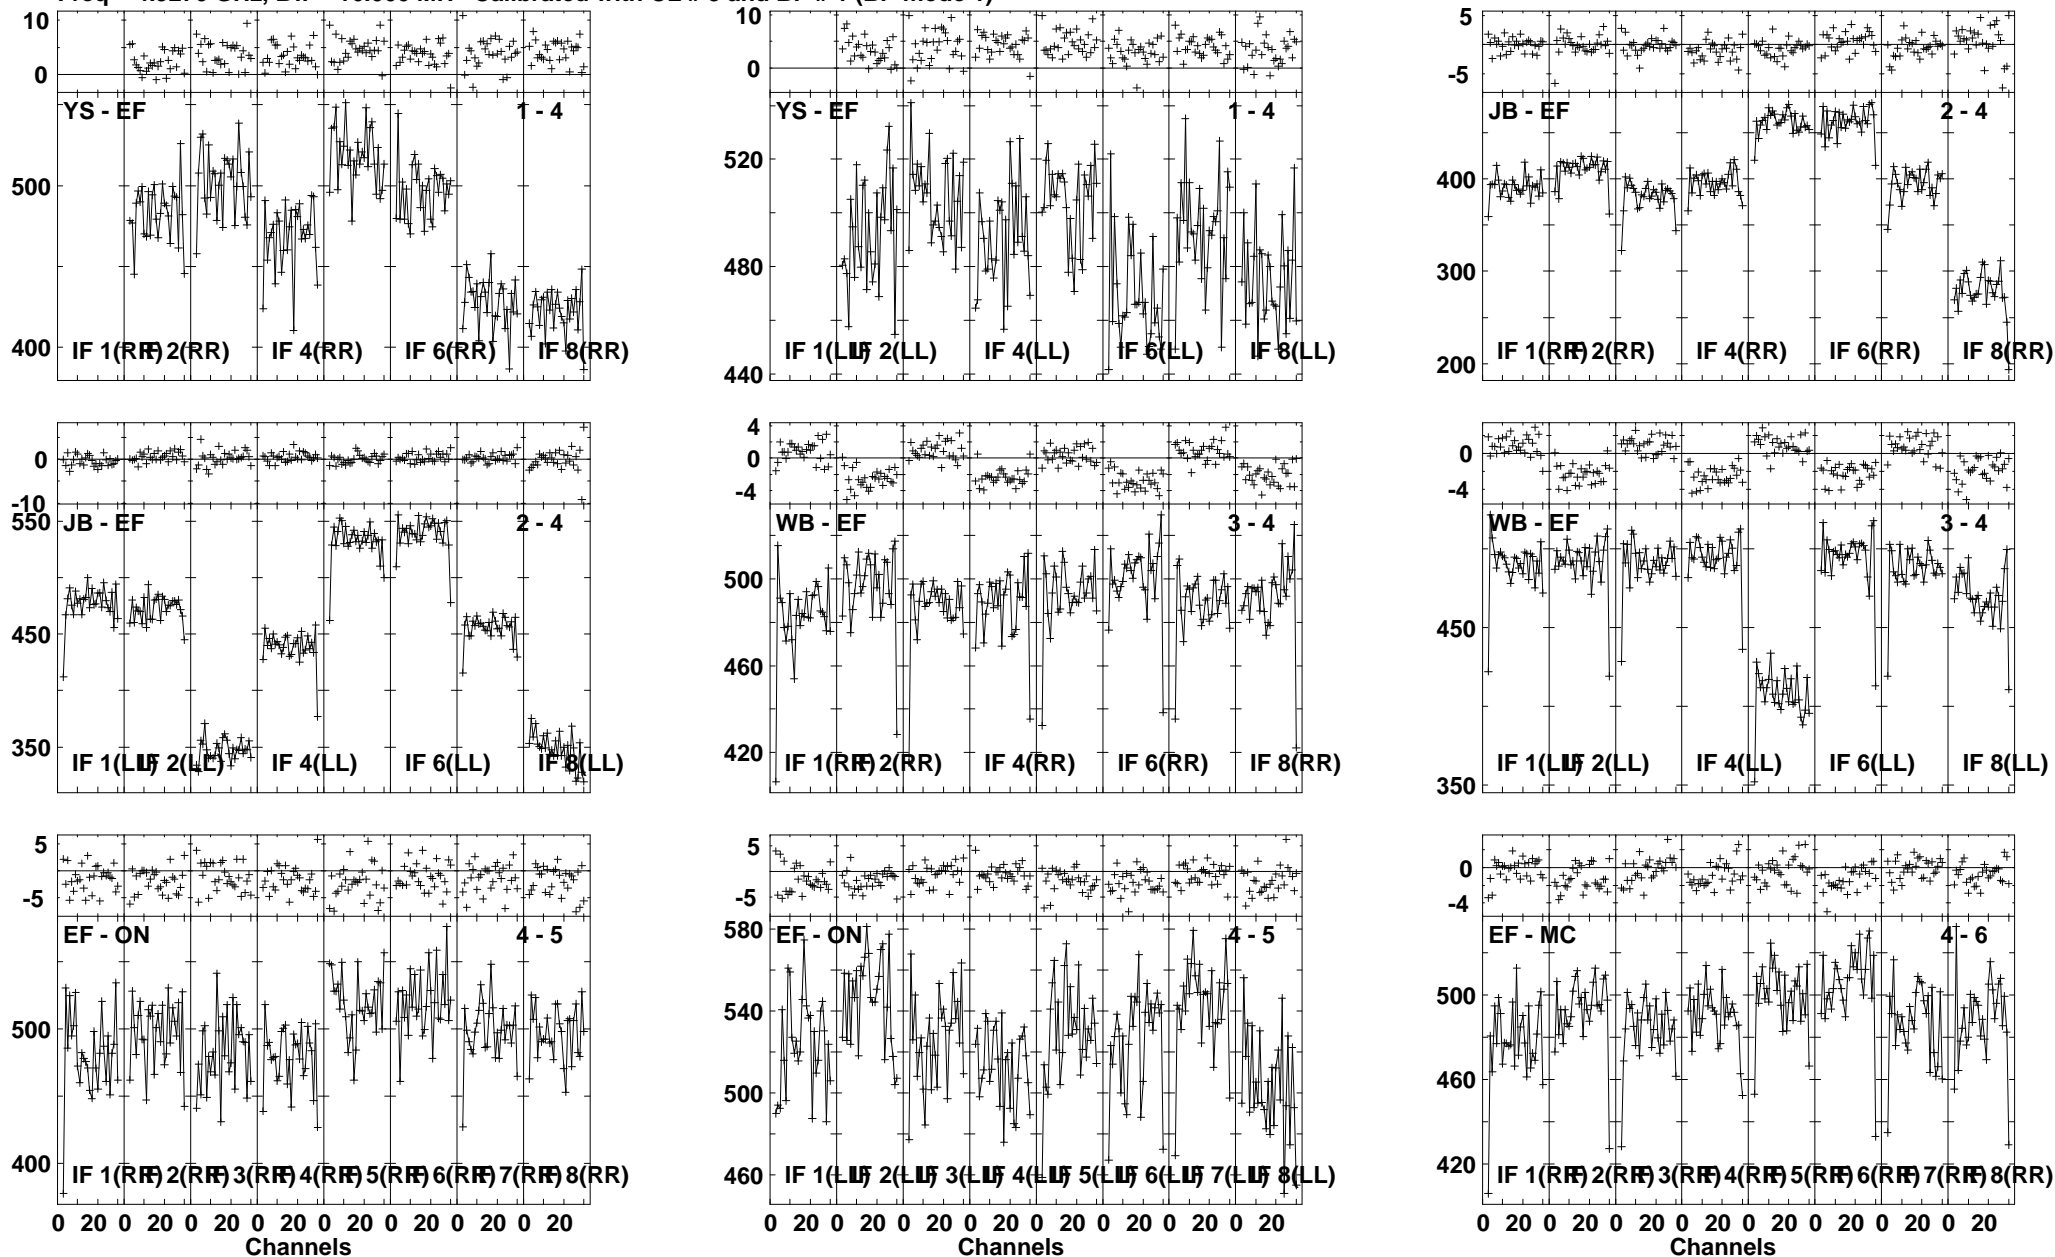 10
0
YS - EF 1 - 4
500
400
IF 1(RR) IF 2(RR) IF 4(RR) IF 6(RR) IF 8(RR)
10
0
YS - EF 1 - 4
520
480
440
IF 1(LL) IF 2(LL) IF 4(LL) IF 6(LL) IF 8(LL)
5
-5
JB - EF 2 - 4
400
300
200
IF 1(RR) IF 2(RR) IF 4(RR) IF 6(RR) IF 8(RR)
0
-10
JB - EF 2 - 4
550
450
350
IF 1(LL) IF 2(LL) IF 4(LL) IF 6(LL) IF 8(LL)
4
0
-4
WB - EF 3 - 4
500
460
420
IF 1(RR) IF 2(RR) IF 4(RR) IF 6(RR) IF 8(RR)
0
-4
WB - EF 3 - 4
450
350
IF 1(LL) IF 2(LL) IF 4(LL) IF 6(LL) IF 8(LL)
5
-5
EF - ON 4 - 5
500
400
IF 1(RR) IF 2(RR) IF 3(RR) IF 4(RR) IF 5(RR) IF 6(RR) IF 7(RR) IF 8(RR)
0 20 0 20 0 20 0 20 0 20 0 20 0 20 0 20
Channels
5
-5
EF - ON 4 - 5
580
540
500
460
IF 1(LL) IF 2(LL) IF 3(LL) IF 4(LL) IF 5(LL) IF 6(LL) IF 7(LL) IF 8(LL)
0 20 0 20 0 20 0 20 0 20 0 20 0 20 0 20
Channels
0
-4
EF - MC 4 - 6
500
460
420
IF 1(RR) IF 2(RR) IF 3(RR) IF 4(RR) IF 5(RR) IF 6(RR) IF 7(RR) IF 8(RR)
0 20 0 20 0 20 0 20 0 20 0 20 0 20 0 20
Channels